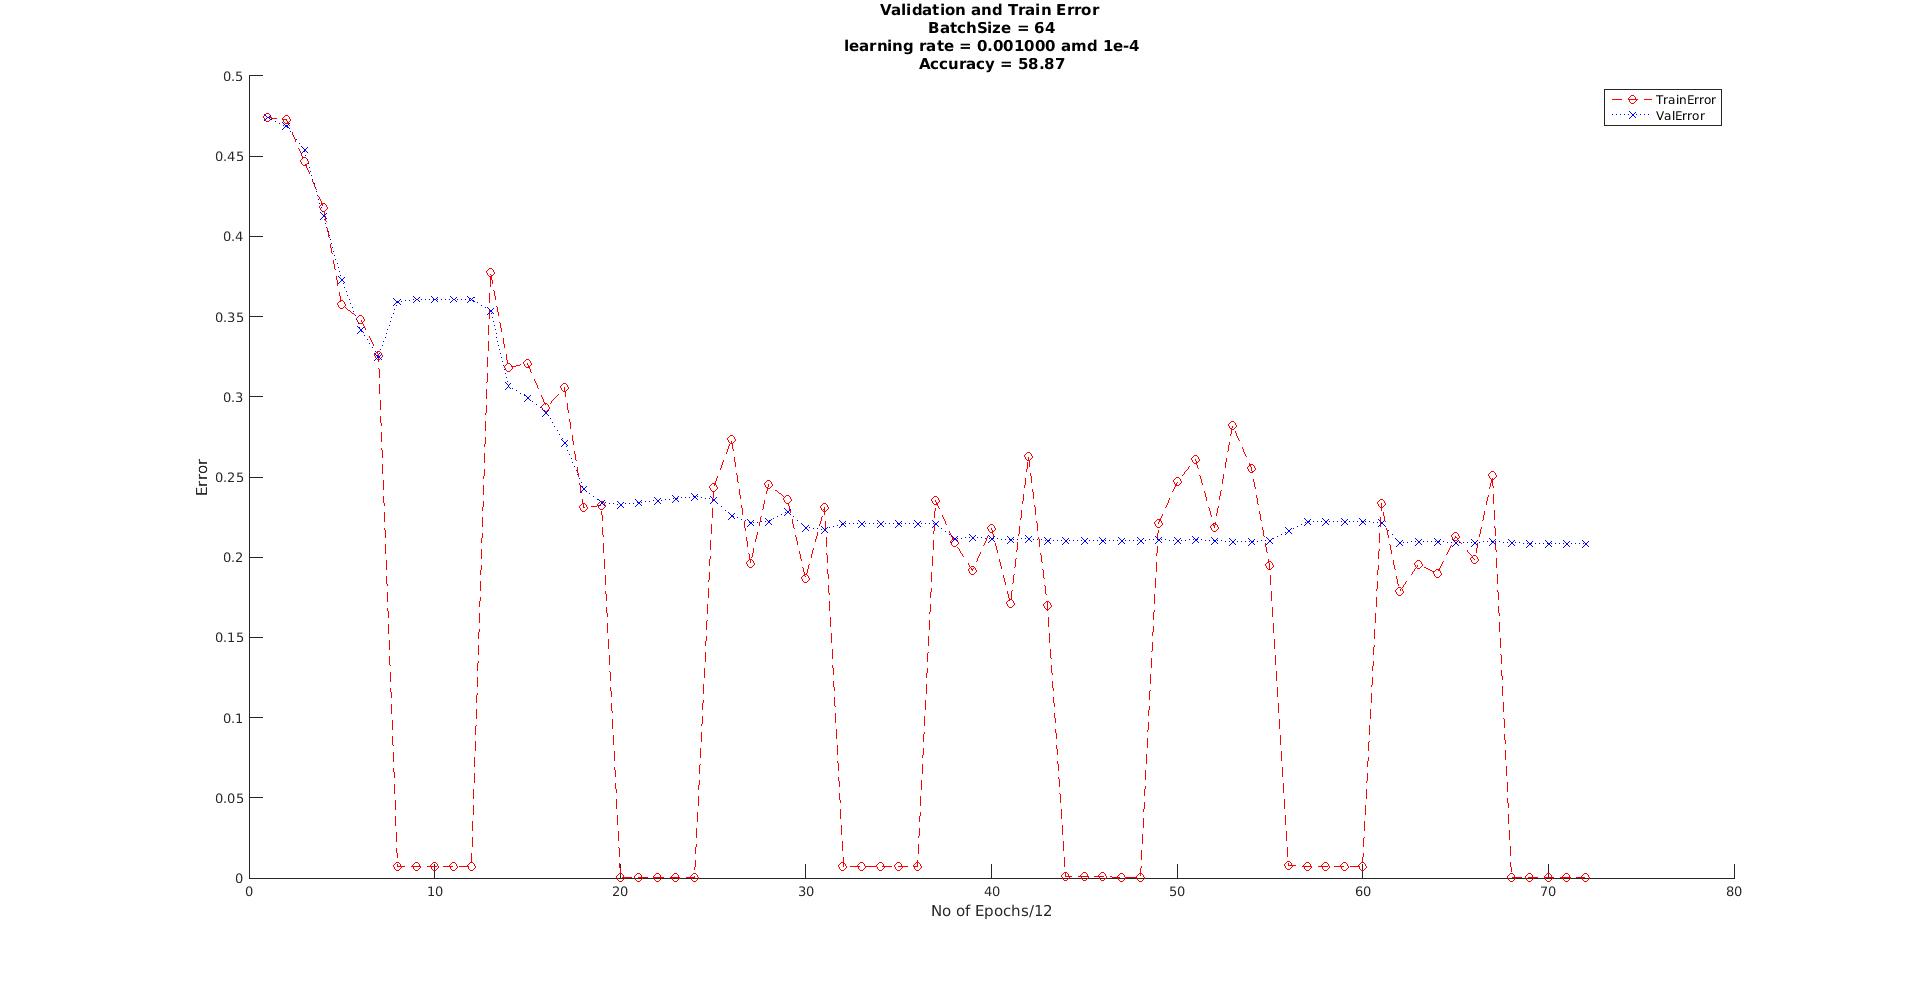 Validation and Train Error
BatchSize = 64
learning rate = 0.001000 amd 1e-4
Accuracy = 58.87
TrainError
ValError
0.5
0.45
0.4
0.35
0.3
0.25
0.2
0.15
0.1
0.05
0
Error
0 10 20 30 40 50 60 70 80
No of Epochs/12